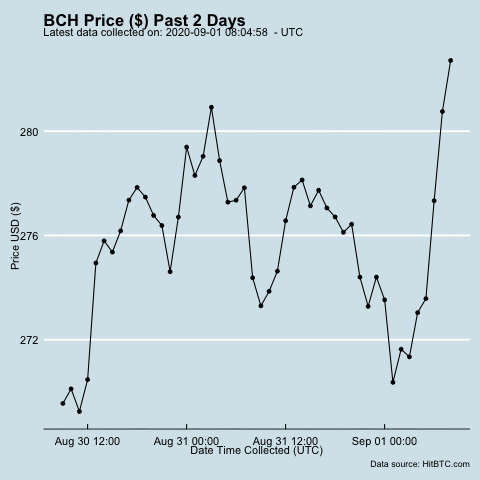 BCH Price ($) Past 2 Days
Latest data collected on: 2020-09-01 08:04:58 - UTC
Price USD ($)
280
276
272
Aug 30 12:00 Aug 31 00:00 Aug 31 12:00 Sep 01 00:00
Date Time Collected (UTC)
Data source: HitBTC.com